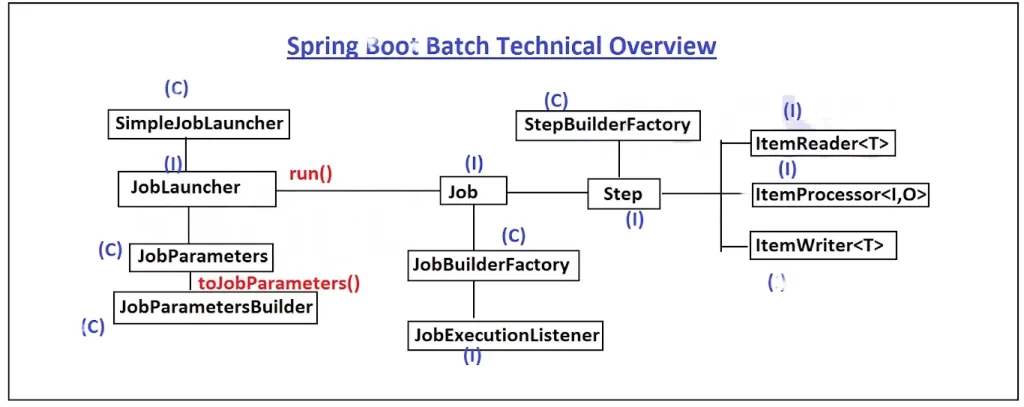 Spring Boot Batch Technical Overview
(C)
SimpleJobLauncher
(I)
JobLauncher
run()
(C)
JobParameters
toJobParameters()
JobParametersBuilder
(C)
(I)
Job
(C)
JobBuilderFactory
JobExecutionListener
(I)
(C)
StepBuilderFactory
Step
(I)
(I)
ItemReader<T>
(I)
ItemProcessor<I,O>
ItemWriter<T>